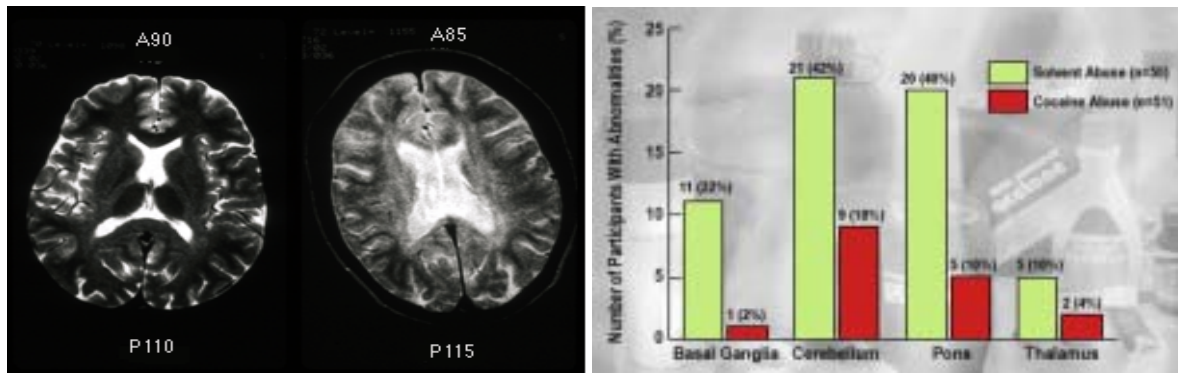 A90
A85
P110
P115
Number of Participants With Abnormalities (%)
25
20
15
10
5
0
Solvent Abuse (n=50)
Cocaine Abuse (n=51)
11 (22%)
1 (2%)
21 (42%)
9 (18%)
20 (40%)
5 (10%)
5 (10%)
2 (4%)
Basal Ganglia
Cerebellum
Pons
Thalamus